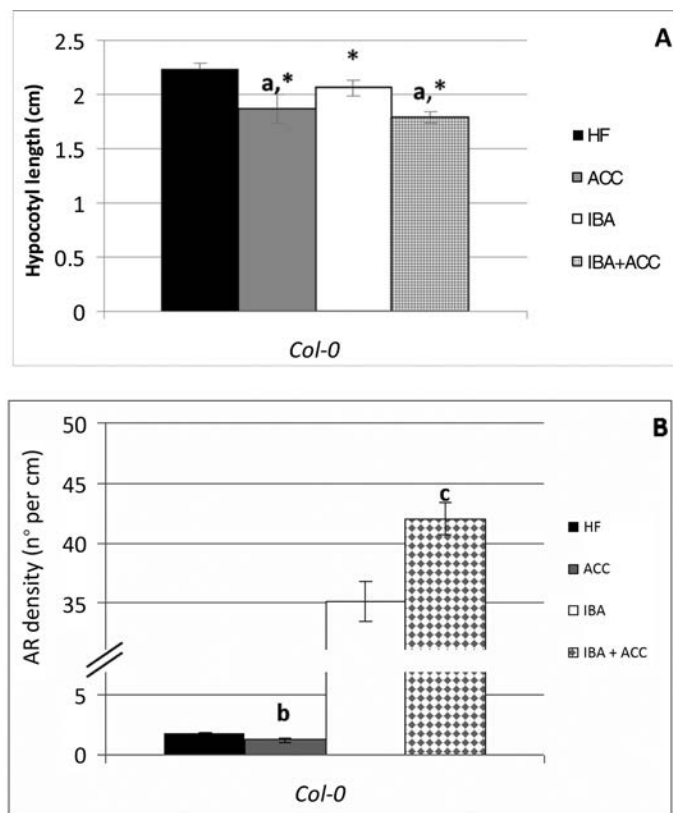 A
Hypocotyl length (cm)
2.5
2
1.5
1
0.5
0
a,*
*
a,*
Col-0
HF
ACC
IBA
IBA+ACC
B
AR density (n° per cm)
50
45
40
35
5
0
b
c
Col-0
HF
ACC
IBA
IBA + ACC